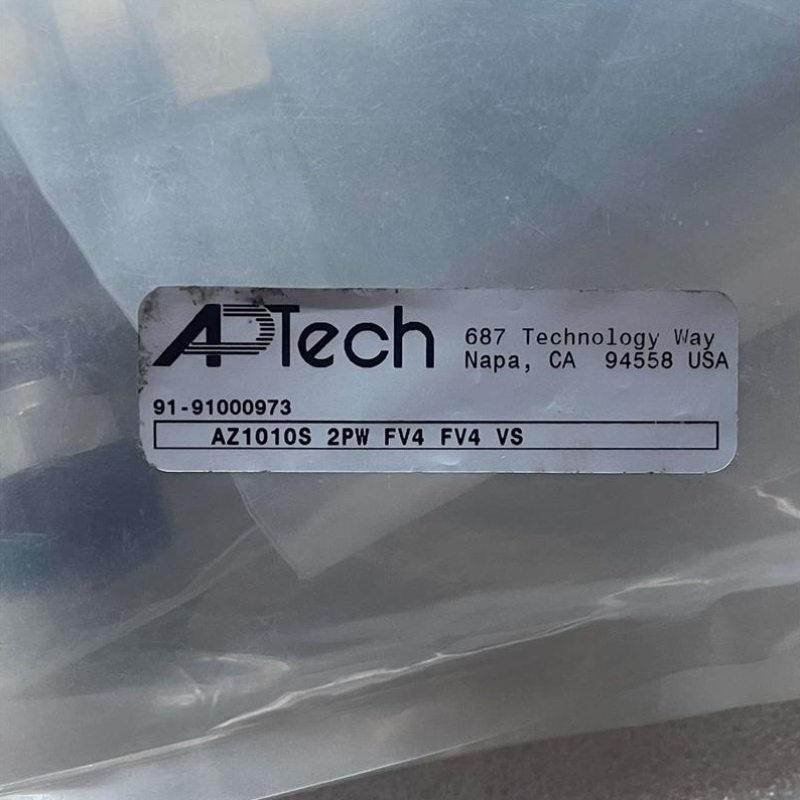 APTech
687 Technology Way
Napa, CA 94558 USA
91-91000973
AZ1010S 2PW FV4 FV4 VS